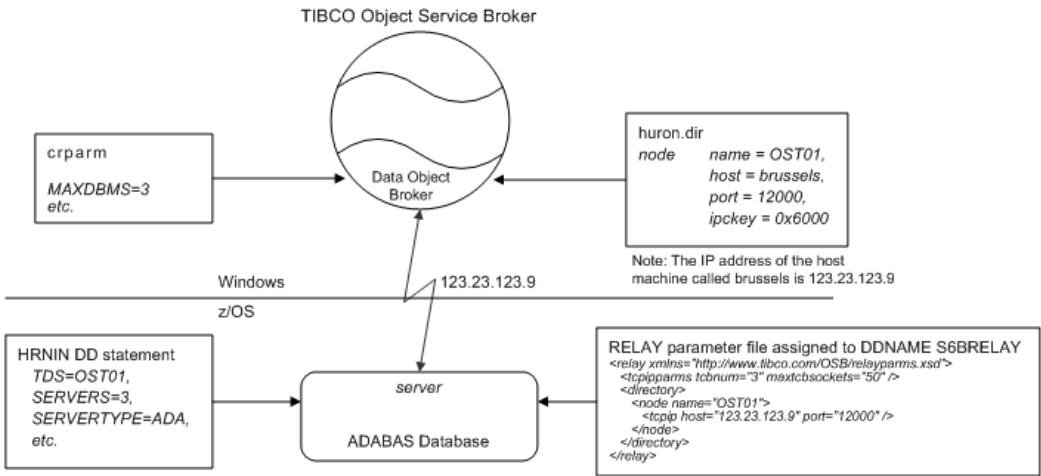 TIBCO Object Service Broker
crparm
MAXDBMS=3
etc.
Data Object
Broker
huron.dir
node name = OST01,
host = brussels,
port = 12000,
ipckey = 0x6000
Note: The IP address of the host
machine called brussels is 123.23.123.9
Windows
123.23.123.9
z/OS
HRNIN DD statement
TDS=OST01,
SERVERS=3,
SERVERTYPE=ADA,
etc.
server
ADABAS Database
RELAY parameter file assigned to DDNAME S6BRELAY
<relay xmlns="http://www.tibco.com/OSB/relayparms.xsd">
<tcpipparms tcbnum="3" maxtcbsockets="50" />
<directory>
<node name="OST01">
<tcpip host="123.23.123.9" port="12000" />
</node>
</directory>
</relay>